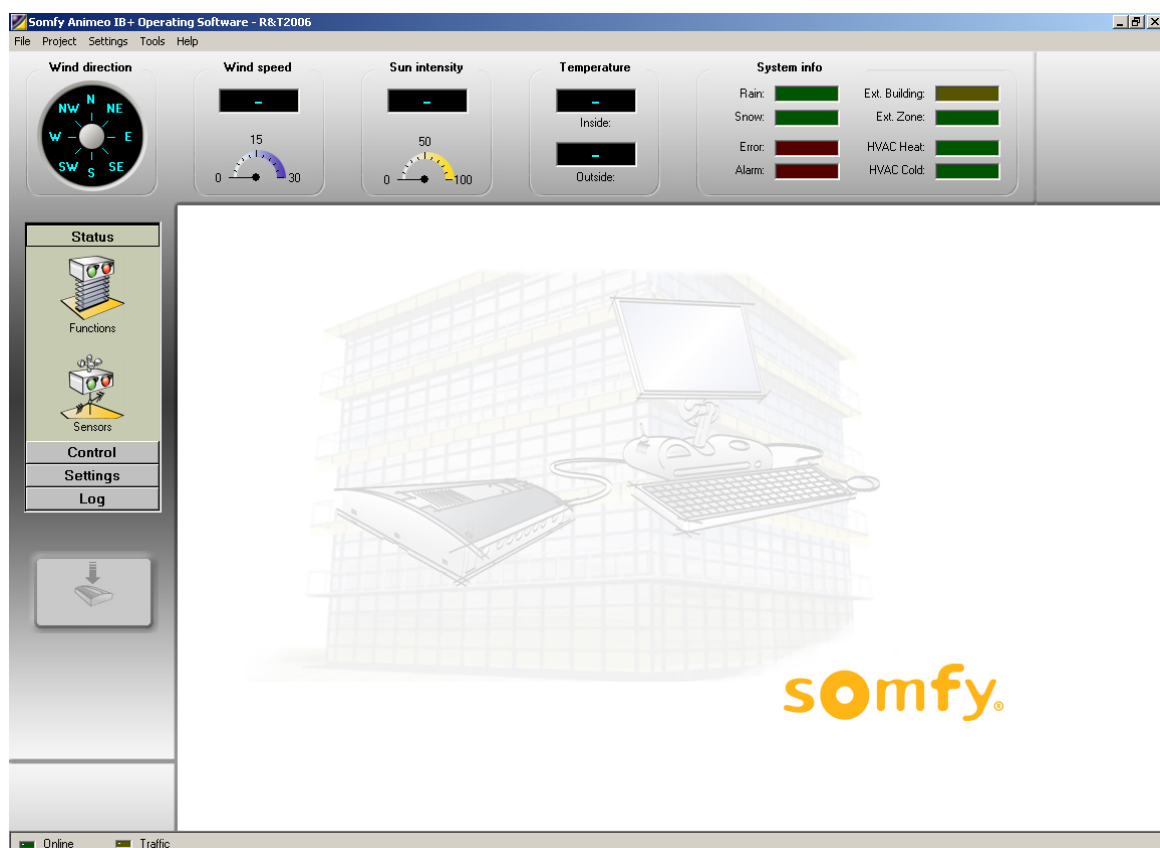 Somfy Animeo IB+ Operating Software - R&T2006
File Project Settings Tools Help
Wind direction
N
NE
E
SE
S
SW
W
NW
Wind speed
-
15
0 30
Sun intensity
-
50
0 100
Temperature
-
Inside:
-
Outside:
System info
Rain: Ext. Building:
Snow: Ext. Zone:
Error: HVAC Heat:
Alarm: HVAC Cold:
Status
Functions
Sensors
Control
Settings
Log
somfy®
Online Traffic